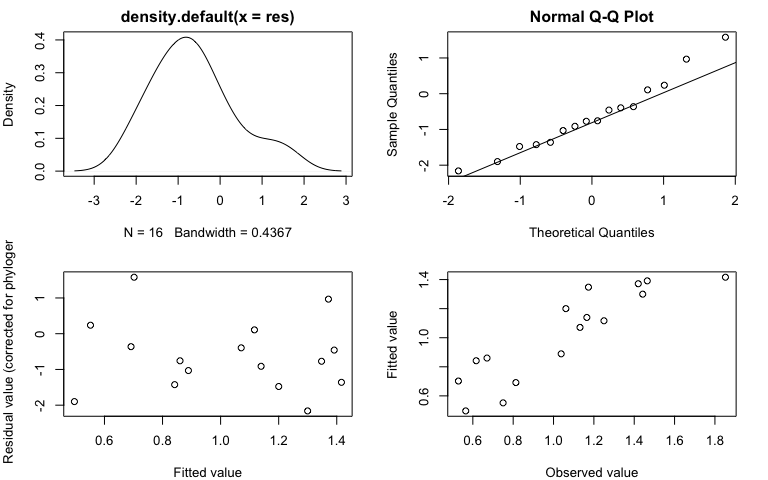 density.default(x = res)
Density
0.0 0.1 0.2 0.3 0.4
-3 -2 -1 0 1 2 3
N = 16 Bandwidth = 0.4367
Normal Q-Q Plot
Sample Quantiles
-2 -1 0 1
-2 -1 0 1 2
Theoretical Quantiles
Residual value (corrected for phyloger
-2 -1 0 1
0.6 0.8 1.0 1.2 1.4
Fitted value
Fitted value
0.6 1.0 1.4
0.6 0.8 1.0 1.2 1.4 1.6 1.8
Observed value